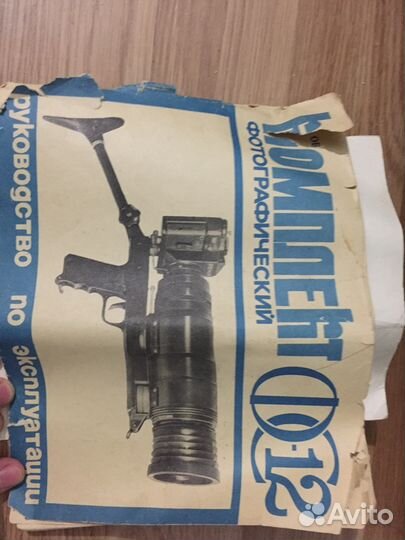 КОМПЛЕКТ
ФОТОГРАФИЧЕСКИЙ
ФС-12
руководство по эксплуатации
Avito